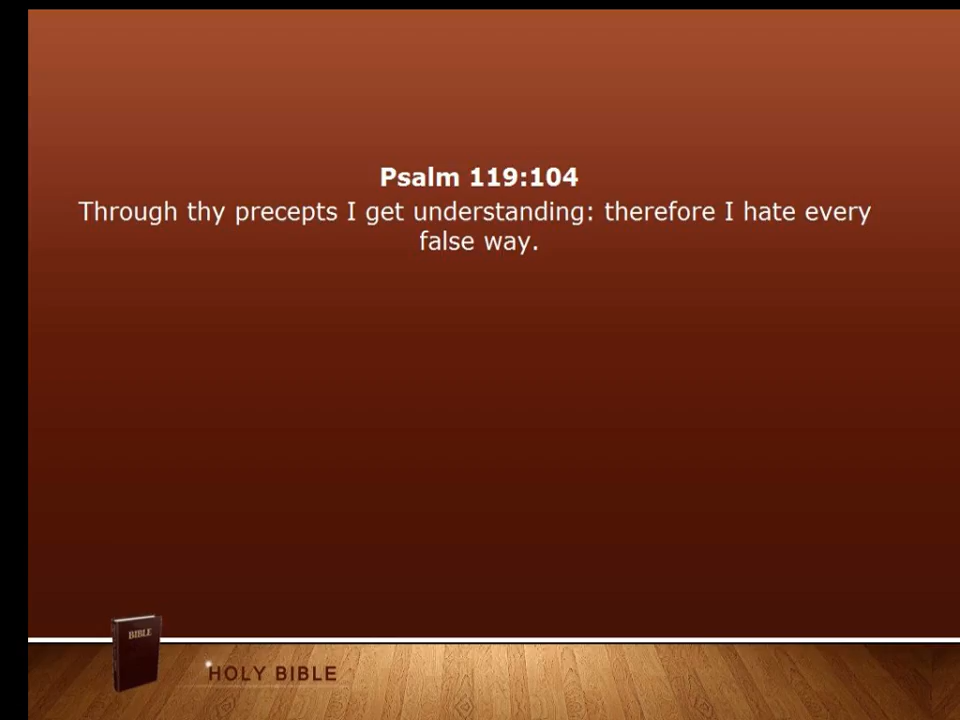 Psalm 119:104
Through thy precepts I get understanding: therefore I hate every
false way.
BIBLE
HOLY BIBLE